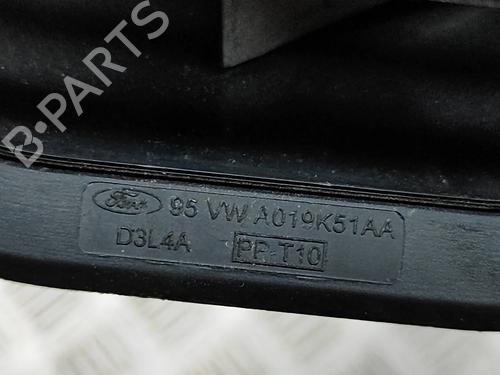 B-PARTS
Ford 95 VW A019K51AA
D3L4A PP-T10